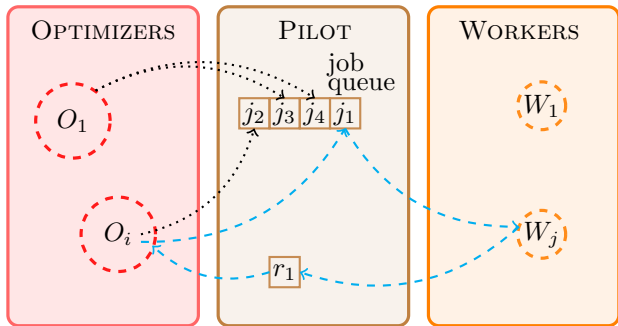 OPTIMIZERS
PILOT
WORKERS
job
queue
O₁
j₂ j₃ j₄ j₁
W₁
Oᵢ
Wⱼ
r₁